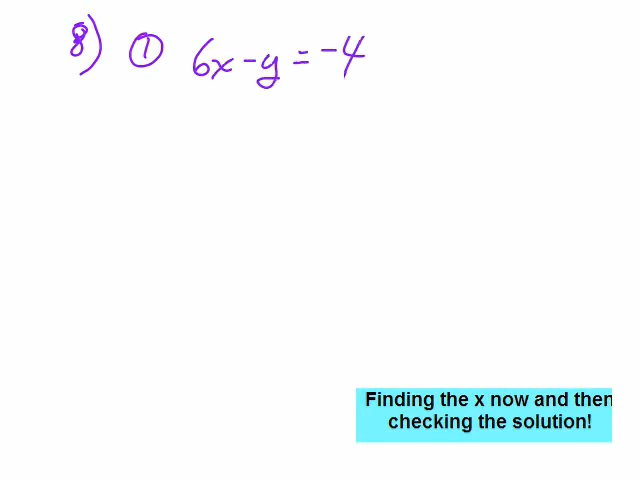 8) ① 6x - y = -4
Finding the x now and then
checking the solution!